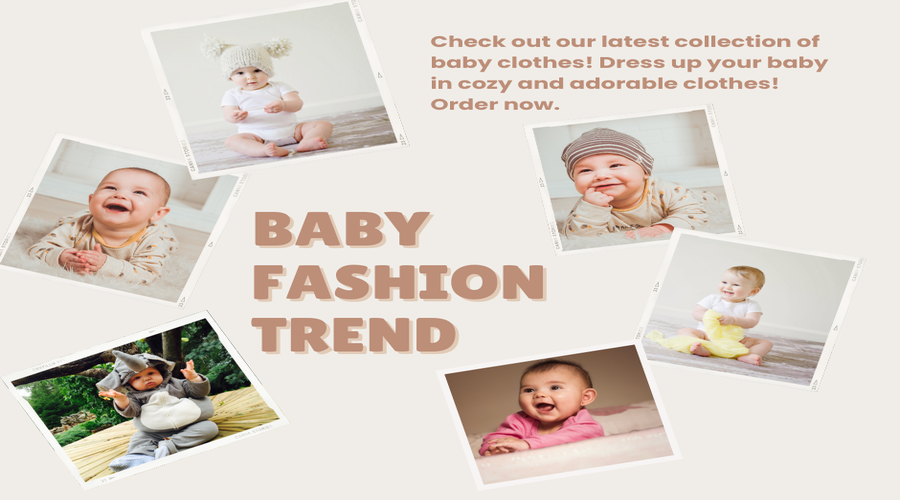 Check out our latest collection of
baby clothes! Dress up your baby
in cozy and adorable clothes!
Order now.
BABY
FASHION
TREND